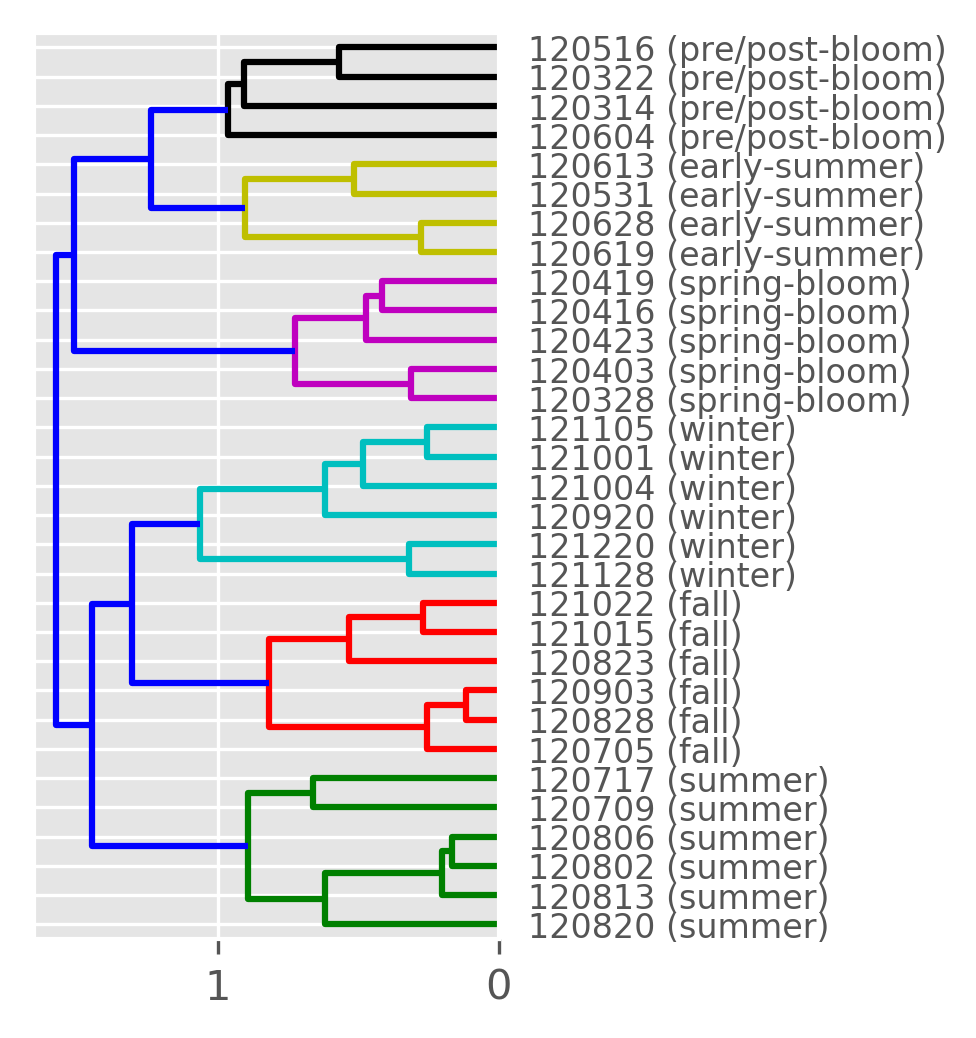 120516 (pre/post-bloom)
120322 (pre/post-bloom)
120314 (pre/post-bloom)
120604 (pre/post-bloom)
120613 (early-summer)
120531 (early-summer)
120628 (early-summer)
120619 (early-summer)
120419 (spring-bloom)
120416 (spring-bloom)
120423 (spring-bloom)
120403 (spring-bloom)
120328 (spring-bloom)
121105 (winter)
121001 (winter)
121004 (winter)
120920 (winter)
121220 (winter)
121128 (winter)
121022 (fall)
121015 (fall)
120823 (fall)
120903 (fall)
120828 (fall)
120705 (fall)
120717 (summer)
120709 (summer)
120806 (summer)
120802 (summer)
120813 (summer)
120820 (summer)
1 0